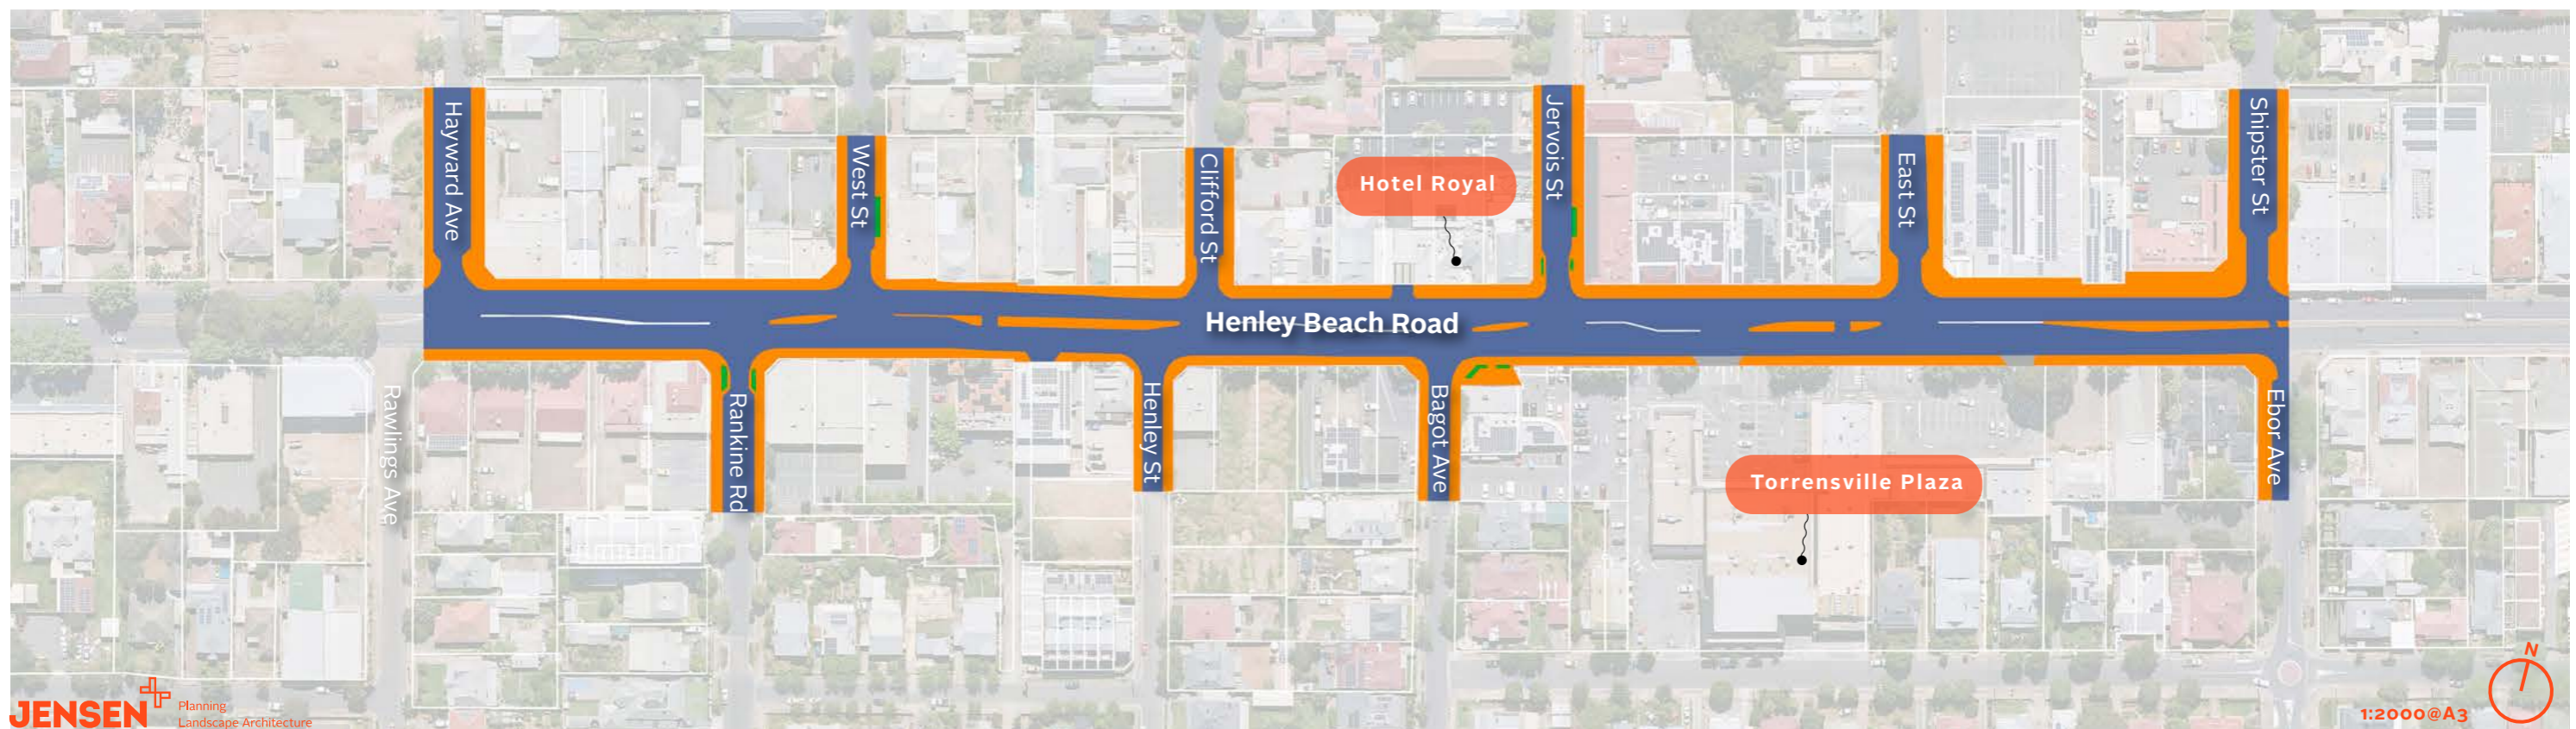 Hayward Ave
West St
Clifford St
Hotel Royal
Jervois St
East St
Shipster St
Henley Beach Road
Rawlings Ave
Rankine Rd
Henley St
Bagot Ave
Torrensville Plaza
Ebor Ave
JENSEN
Planning
Landscape Architecture
N
1:2000@A3